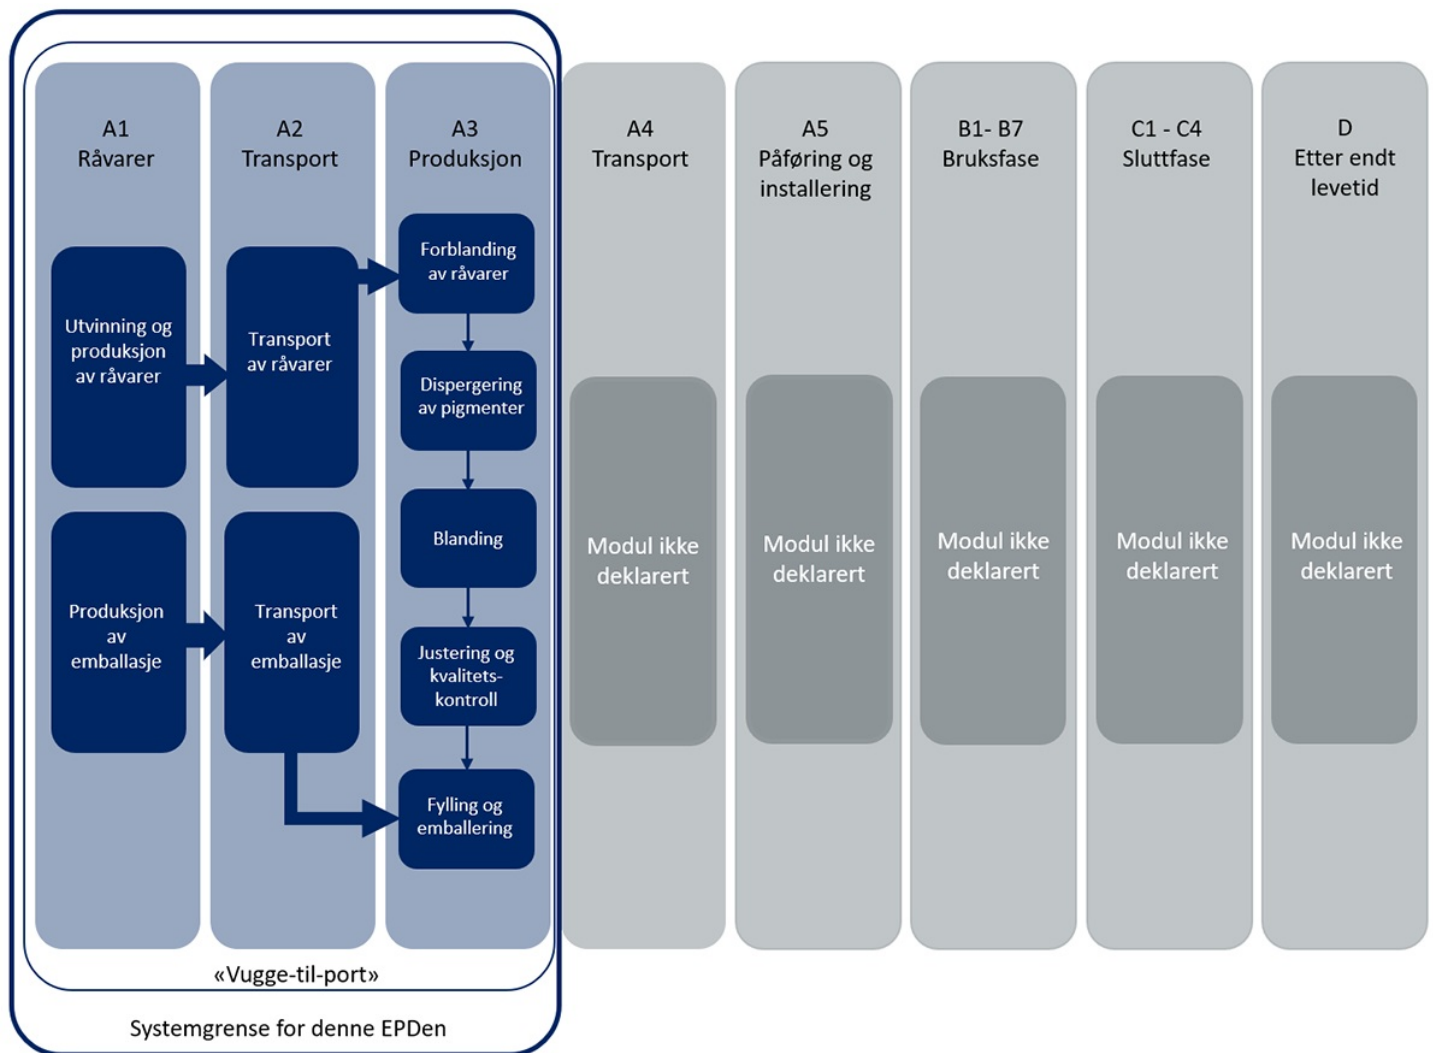 A1
Råvarer
Utvinning og
produksjon
av råvarer
Produksjon
av
emballasje
A2
Transport
Transport
av råvarer
Transport
av
emballasje
A3
Produksjon
Forblanding
av råvarer
Dispergering
av pigmenter
Blanding
Justering og
kvalitets-
kontroll
Fylling og
emballering
«Vugge-til-port»
Systemgrense for denne EPDen
A4
Transport
Modul ikke
deklarert
A5
Påføring og
installering
Modul ikke
deklarert
B1- B7
Bruksfase
Modul ikke
deklarert
C1 - C4
Sluttfase
Modul ikke
deklarert
D
Etter endt
levetid
Modul ikke
deklarert